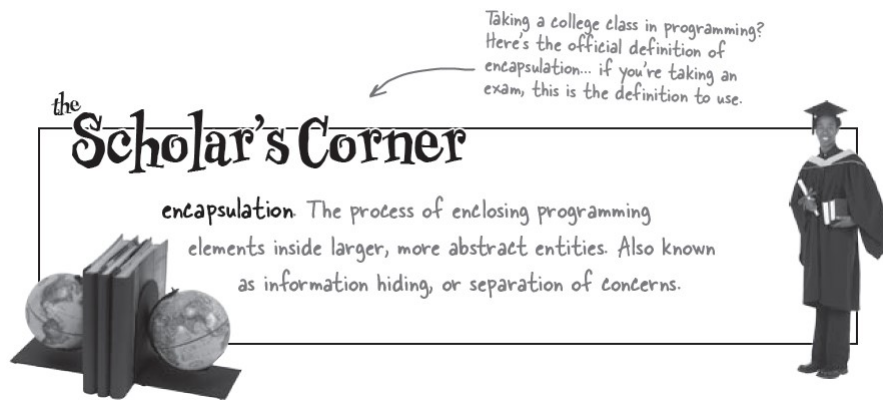 Taking a college class in programming?
Here's the official definition of
encapsulation... if you're taking an
exam, this is the definition to use.
the
Scholar's Corner
encapsulation. The process of enclosing programming
elements inside larger, more abstract entities. Also known
as information hiding, or separation of concerns.